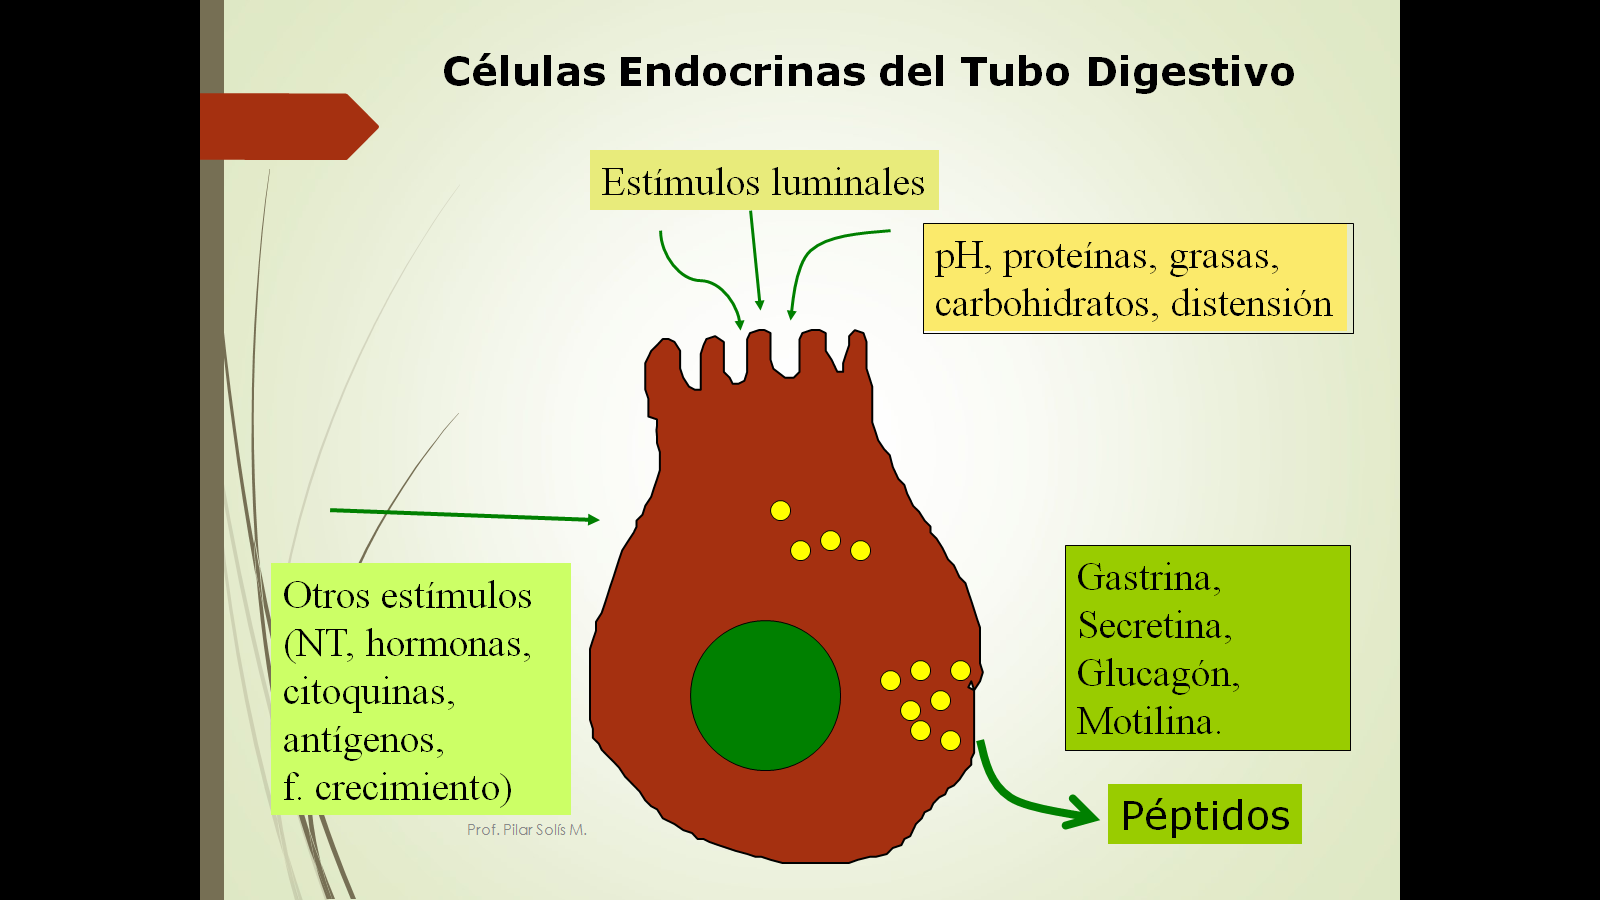 Células Endocrinas del Tubo Digestivo
Estímulos luminales
pH, proteínas, grasas,
carbohidratos, distensión
Otros estímulos
(NT, hormonas,
citoquinas,
antígenos,
f. crecimiento)
Gastrina,
Secretina,
Glucagón,
Motilina.
Péptidos
Prof. Pilar Solís M.